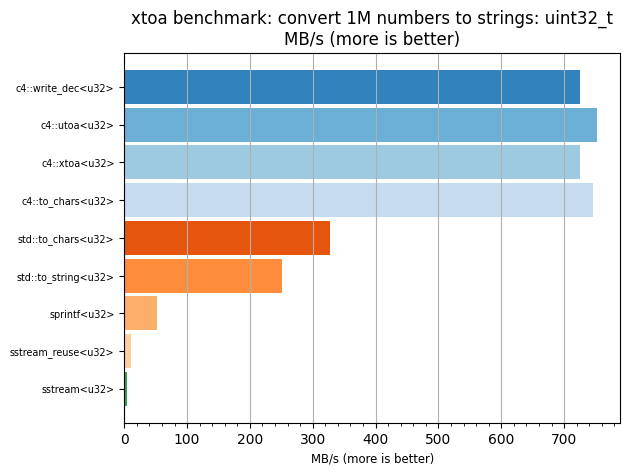 xtoa benchmark: convert 1M numbers to strings: uint32_t
MB/s (more is better)
c4::write_dec<u32>
c4::utoa<u32>
c4::xtoa<u32>
c4::to_chars<u32>
std::to_chars<u32>
std::to_string<u32>
sprintf<u32>
sstream_reuse<u32>
sstream<u32>
0 100 200 300 400 500 600 700
MB/s (more is better)